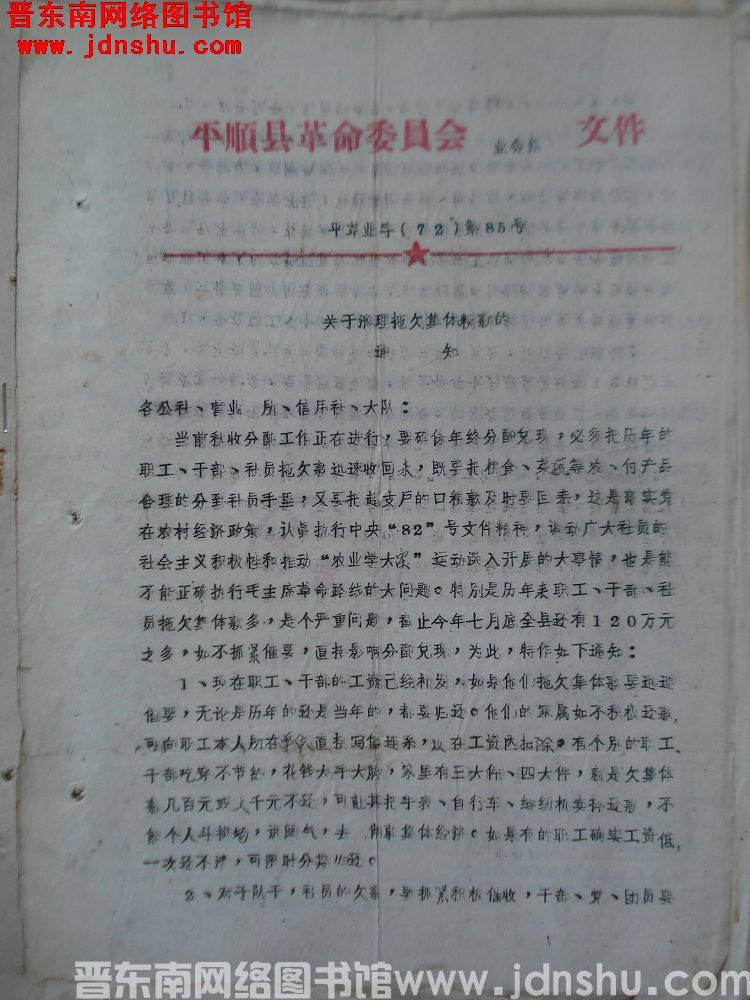 晋东南网络图书馆
www.jdnshu.com
平順县革命委員会 业务组 文件
平革业字(72)第85号
关于清理拖欠集体粮款的
通 知
各公社、营业 所、信用社、大队：
当前秋收分配工作正在进行，要确保年终分配兑现，必须把历年的
职工、干部、社员拖欠款迅速收回来，既要把粮食、菜蔬等农、付产品
合理的分到社员手里，又要把超支户的口粮款及时要回来，这是落实党
在农村经济政策，认真执行中央“82”号文件精神，调动广大社员的
社会主义积极性和推动“农业学大寨”运动深入开展的大事情，也是能
不能正确执行毛主席革命路线的大问题。特别是历年来职工、干部、社
员拖欠集体款多，是个严重问题，截止今年七月底全县还有120万元
之多，如不抓紧催要，直接影响分配兑现，为此，特作如下通知：
1、现在职工、干部的工资已经补发，如果他们拖欠集体款要迅速
催要，无论是历年的还是当年的，都要归还。他们的家属如不积极还款，
可向职工本人所在单位直接写信连系，从在工资内扣除。有个别的职工、
干部吃穿不节约，花钱大手大脚，家里有三大件、四大件，就是欠集体
款几百元或上千元不还，可让其把手表、自行车、缝纫机卖掉还款，不
能个人斗排场，讲阔气，去 集体经济。如果有的职工确实工资低，
一次还不清，可限时分期归还。
2、对于队干，社员的欠款，要抓紧积极催收，干部、党、团员要
晋东南网络图书馆www.jdnshu.com